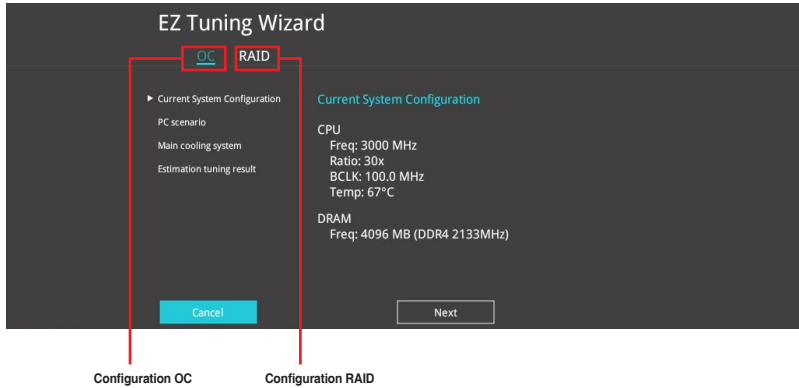 EZ Tuning Wizard
OC RAID
Current System Configuration
PC scenario
Main cooling system
Estimation tuning result
Current System Configuration
CPU
Freq: 3000 MHz
Ratio: 30x
BCLK: 100.0 MHz
Temp: 67°C
DRAM
Freq: 4096 MB (DDR4 2133MHz)
Cancel Next
Configuration OC Configuration RAID